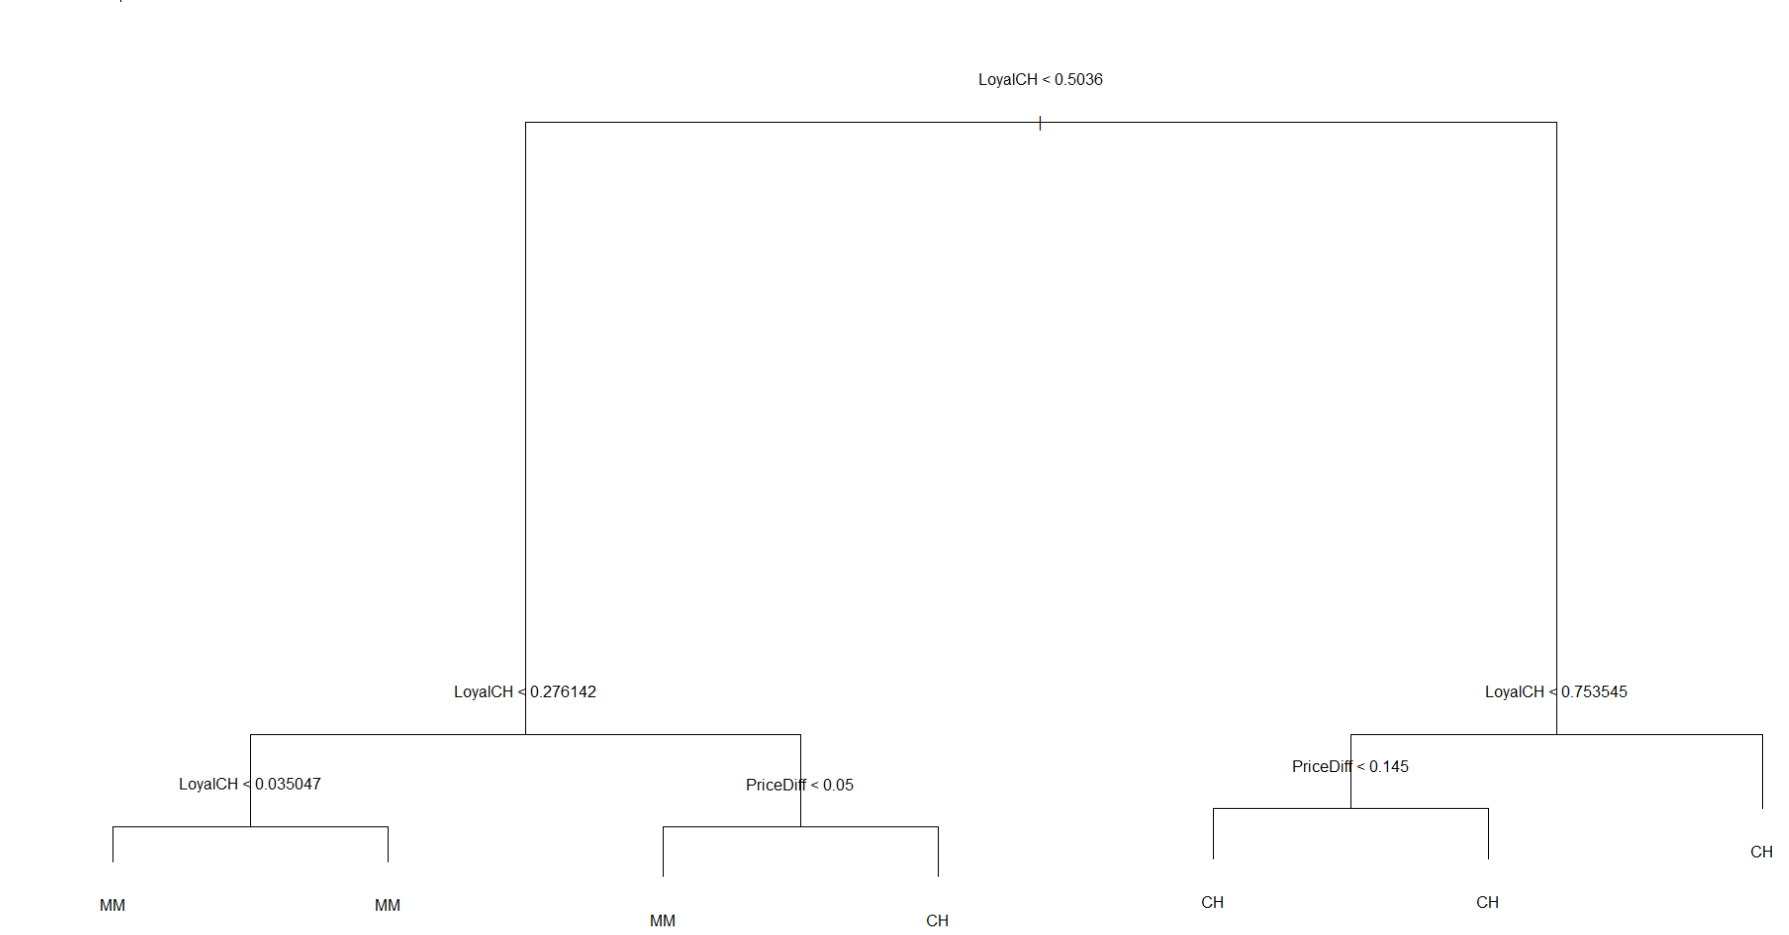 LoyalCH < 0.5036
LoyalCH < 0.276142
LoyalCH < 0.753545
PriceDiff < 0.145
LoyalCH < 0.035047
PriceDiff < 0.05
CH
MM
MM
MM
CH
CH
CH